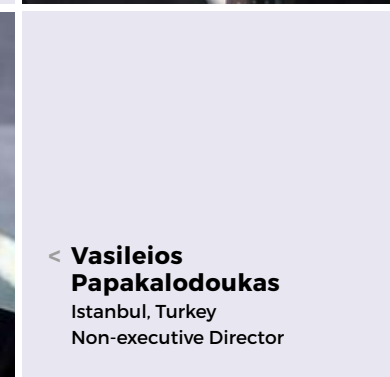 < Vasileios
Papakalodoukas
Istanbul, Turkey
Non-executive Director